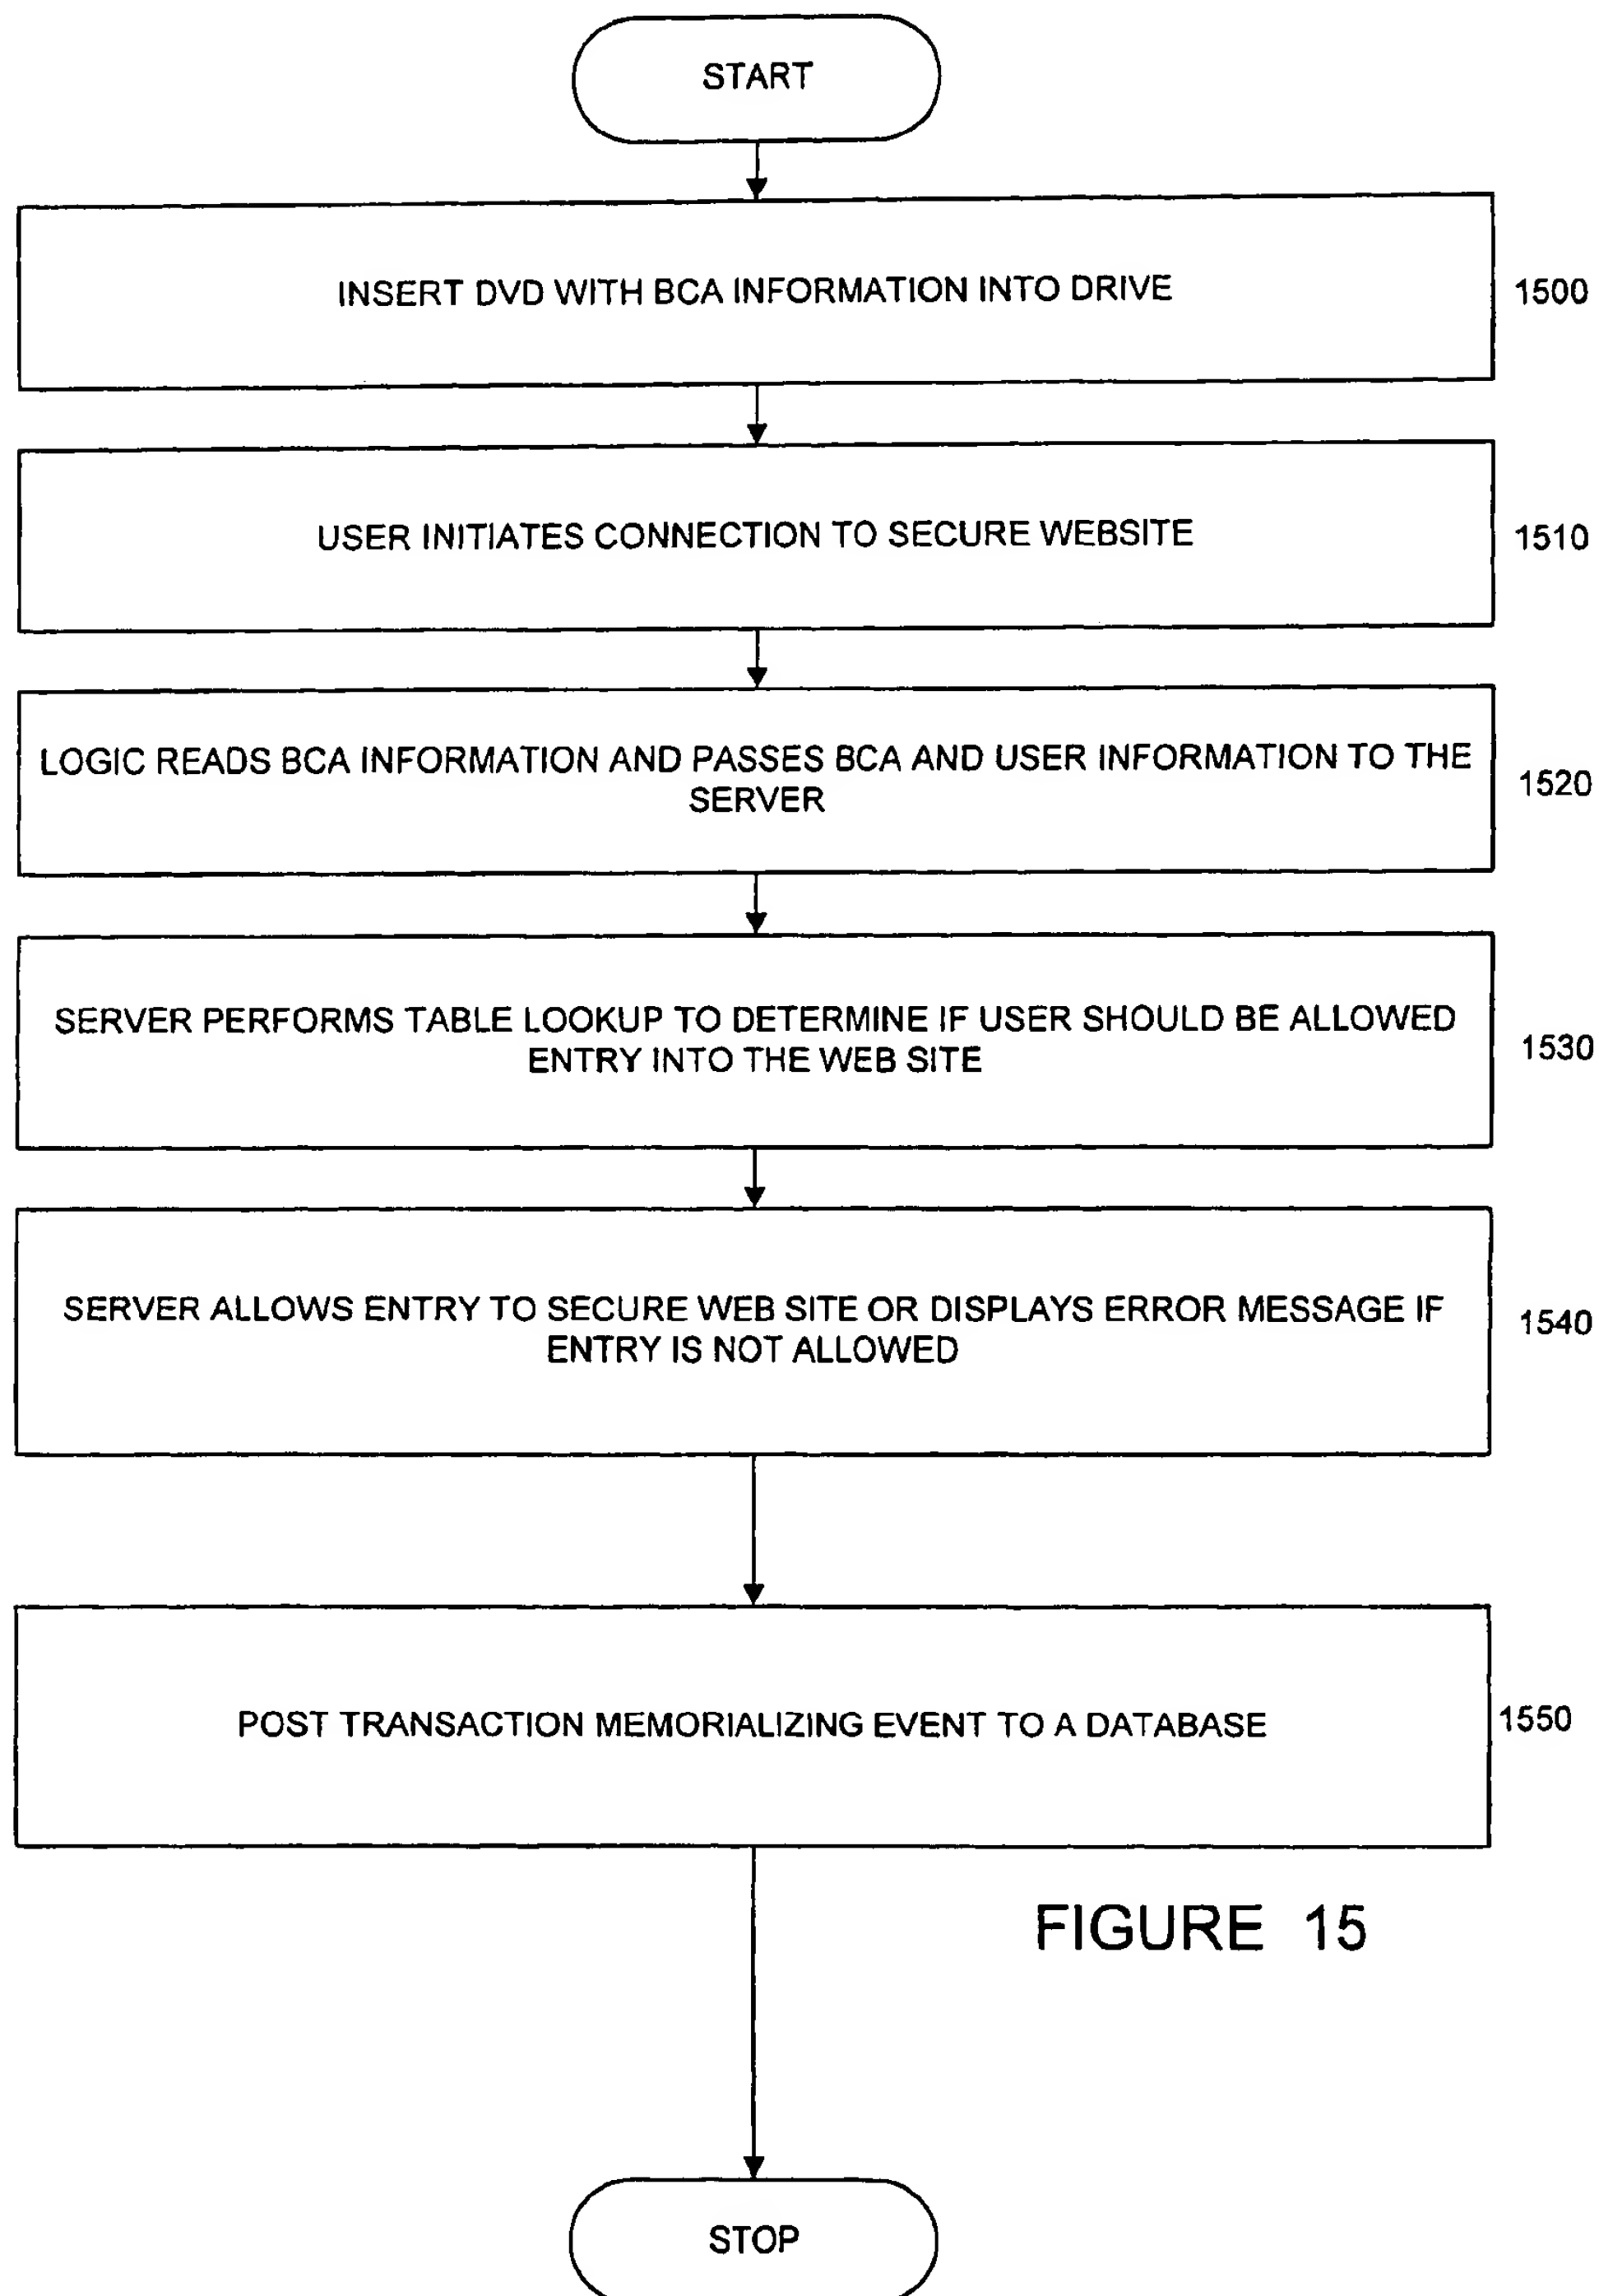 START
INSERT DVD WITH BCA INFORMATION INTO DRIVE
1500
USER INITIATES CONNECTION TO SECURE WEBSITE
1510
LOGIC READS BCA INFORMATION AND PASSES BCA AND USER INFORMATION TO THE
SERVER
1520
SERVER PERFORMS TABLE LOOKUP TO DETERMINE IF USER SHOULD BE ALLOWED
ENTRY INTO THE WEB SITE
1530
SERVER ALLOWS ENTRY TO SECURE WEB SITE OR DISPLAYS ERROR MESSAGE IF
ENTRY IS NOT ALLOWED
1540
POST TRANSACTION MEMORIALIZING EVENT TO A DATABASE
1550
FIGURE 15
STOP